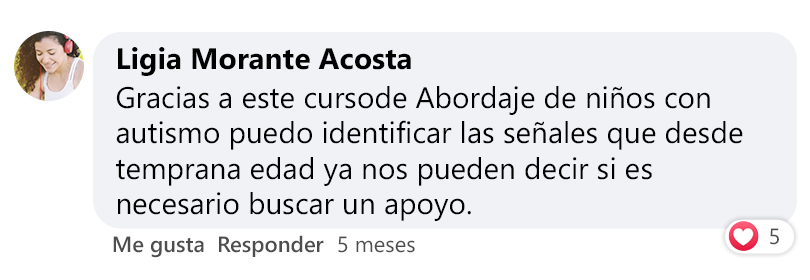 Ligia Morante Acosta
Gracias a este cursode Abordaje de niños con
autismo puedo identificar las señales que desde
temprana edad ya nos pueden decir si es
necesario buscar un apoyo.
Me gusta Responder 5 meses 5